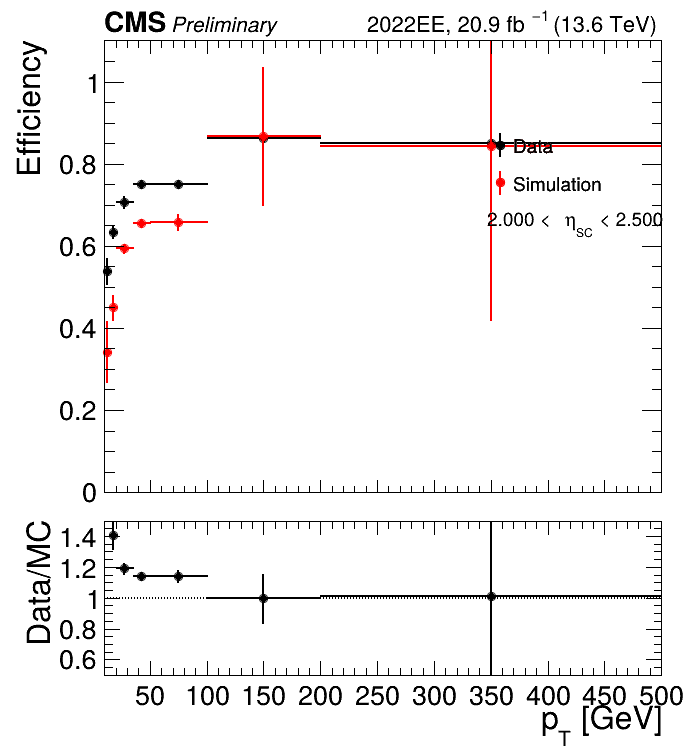 CMS Preliminary 2022EE, 20.9 fb⁻¹ (13.6 TeV)
Efficiency
1
0.8
0.6
0.4
0.2
0
Data
Simulation
2.000 < η_SC < 2.500
Data/MC
1.4
1.2
1
0.8
0.6
50 100 150 200 250 300 350 400 450 500
p_T [GeV]